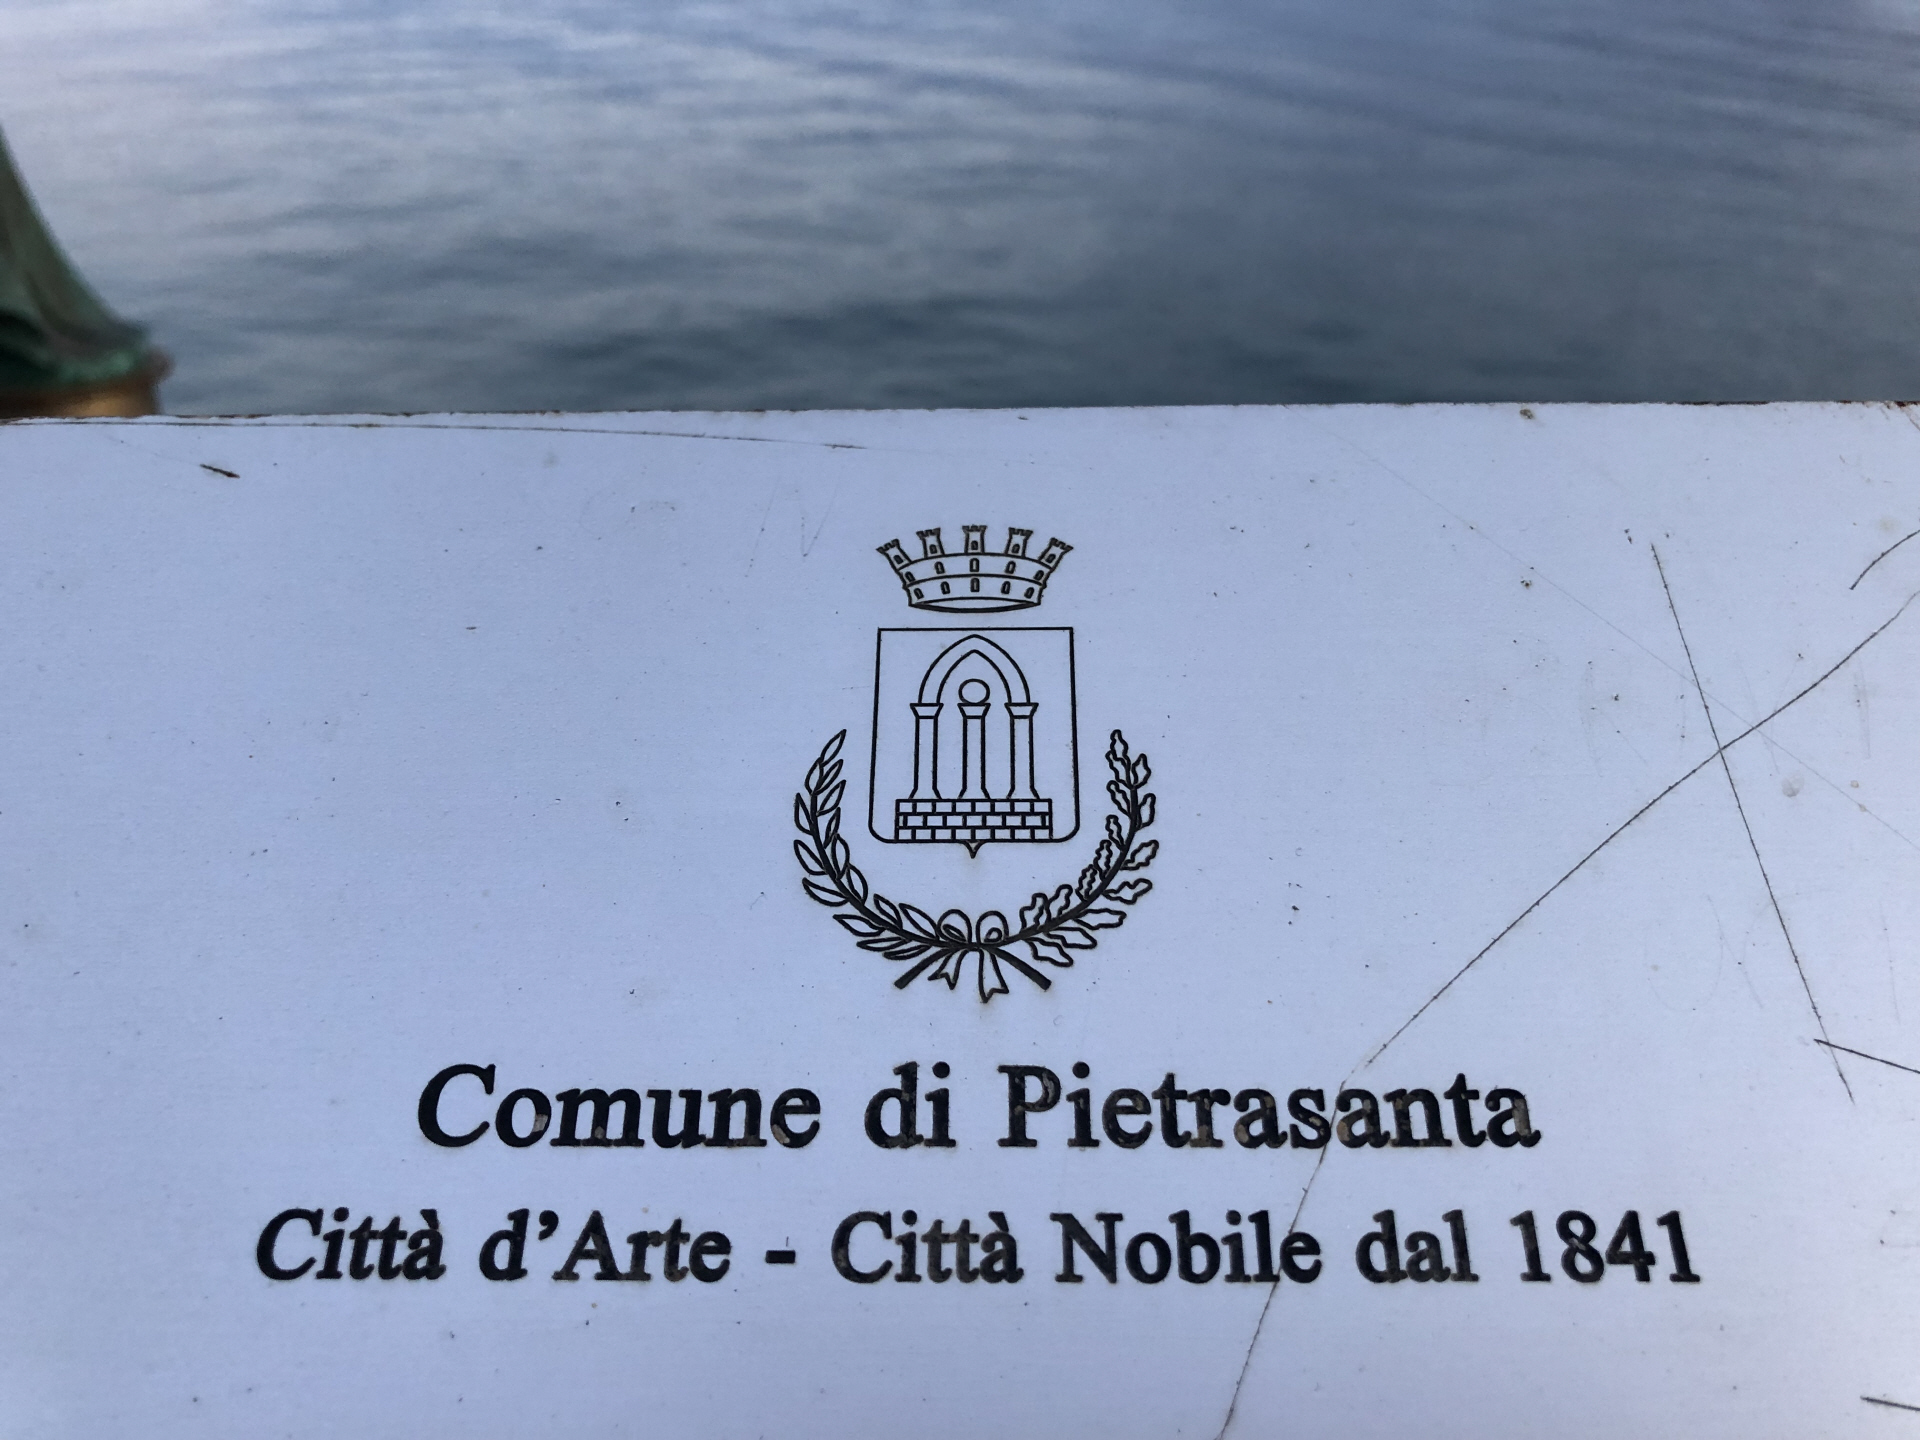 Comune di Pietrasanta
Città d'Arte - Città Nobile dal 1841